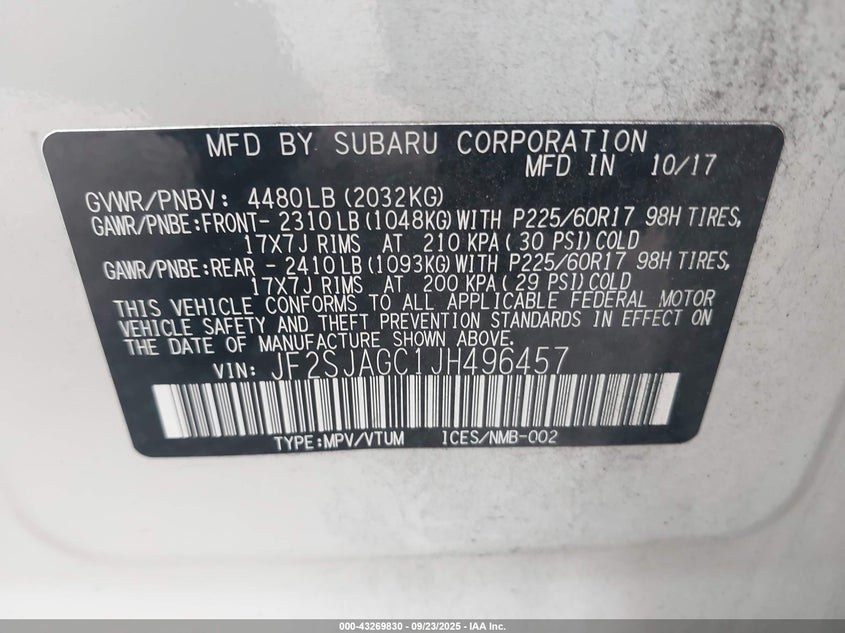 MFD BY SUBARU CORPORATION
MFD IN 10/17
GVWR/PNBV: 4480LB (2032KG)
GAWR/PNBE:FRONT- 2310LB (1048KG) WITH P225/60R17 98H TIRES,
17X7J RIMS AT 210 KPA( 30 PSI)COLD
GAWR/PNBE:REAR - 2410LB (1093KG) WITH P225/60R17 98H TIRES,
17X7J RIMS AT 200 KPA( 29 PSI)COLD
THIS VEHICLE CONFORMS TO ALL APPLICABLE FEDERAL MOTOR
VEHICLE SAFETY AND THEFT PREVENTION STANDARDS IN EFFECT ON
THE DATE OF MANUFACTURE SHOWN ABOVE.
VIN: JF2SJAGC1JH496457
TYPE:MPV/VTUM ICES/NMB-002
000-43269830 - 09/23/2025 - IAA Inc.